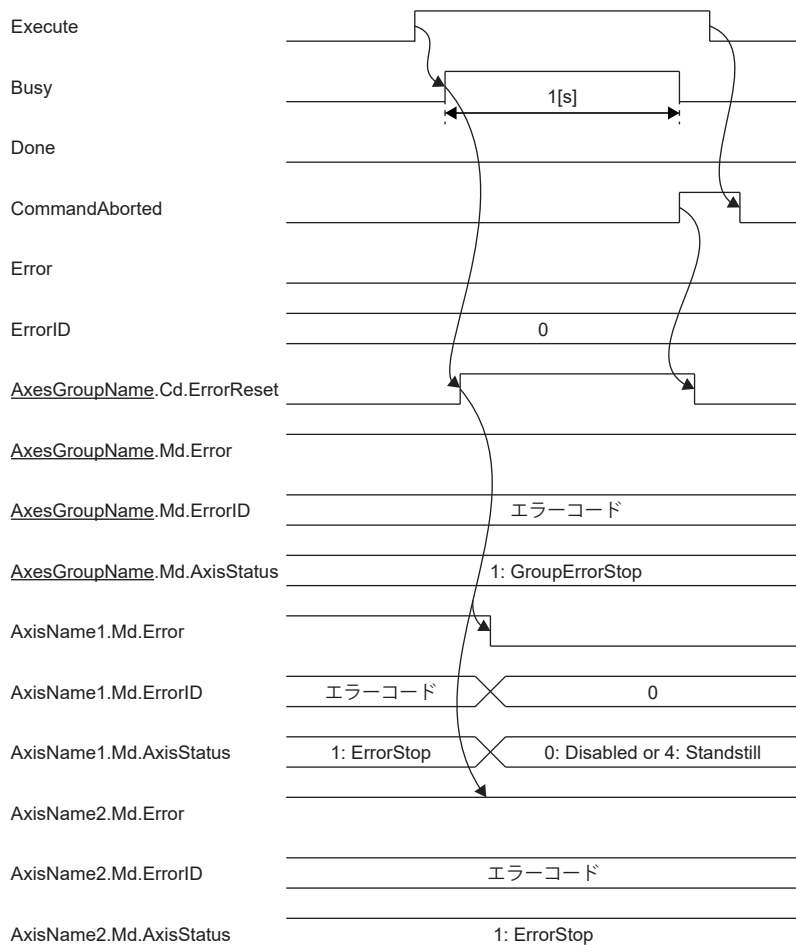 Execute
Busy
1[s]
Done
CommandAborted
Error
ErrorID
0
AxesGroupName.Cd.ErrorReset
AxesGroupName.Md.Error
AxesGroupName.Md.ErrorID
エラーコード
AxesGroupName.Md.AxisStatus
1: GroupErrorStop
AxisName1.Md.Error
AxisName1.Md.ErrorID
エラーコード
0
AxisName1.Md.AxisStatus
1: ErrorStop
0: Disabled or 4: Standstill
AxisName2.Md.Error
AxisName2.Md.ErrorID
エラーコード
AxisName2.Md.AxisStatus
1: ErrorStop